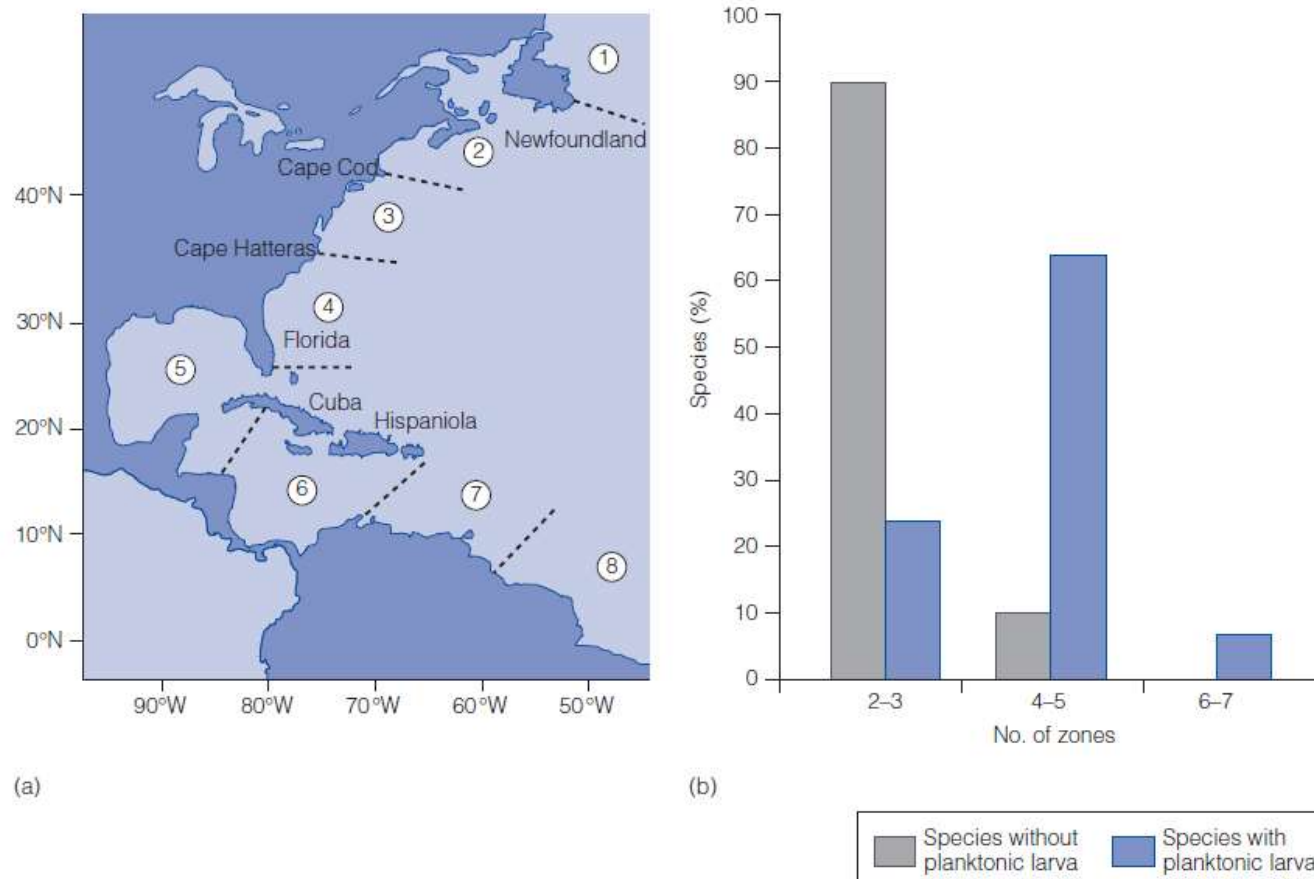 1
Newfoundland
2
Cape Cod
3
Cape Hatteras
4
Florida
5
Cuba
Hispaniola
6
7
8
40°N
30°N
20°N
10°N
0°N
90°W 80°W 70°W 60°W 50°W
(a)
100
90
80
70
60
50
40
30
20
10
0
Species (%)
2–3 4–5 6–7
No. of zones
(b)
Species without
planktonic larva
Species with
planktonic larva